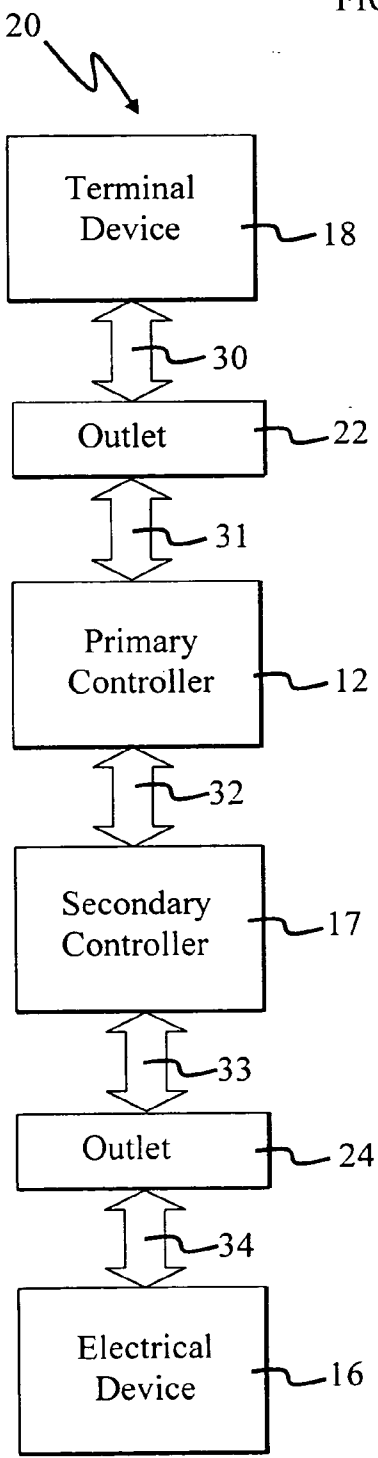 20
Terminal
Device
18
30
Outlet
22
31
Primary
Controller
12
32
Secondary
Controller
17
33
Outlet
24
34
Electrical
Device
16